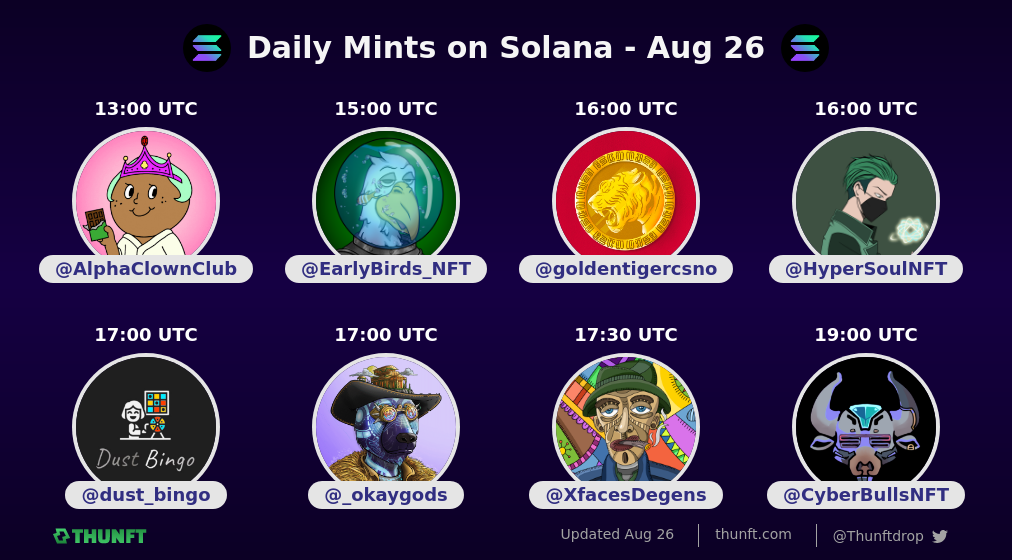 Daily Mints on Solana - Aug 26
13:00 UTC
15:00 UTC
16:00 UTC
16:00 UTC
@AlphaClownClub
@EarlyBirds_NFT
@goldentigercsno
@HyperSoulNFT
17:00 UTC
17:00 UTC
17:30 UTC
19:00 UTC
Dust Bingo
@dust_bingo
@_okaygods
@XfacesDegens
@CyberBullsNFT
THUNFT
Updated Aug 26
thunft.com
@Thunftdrop